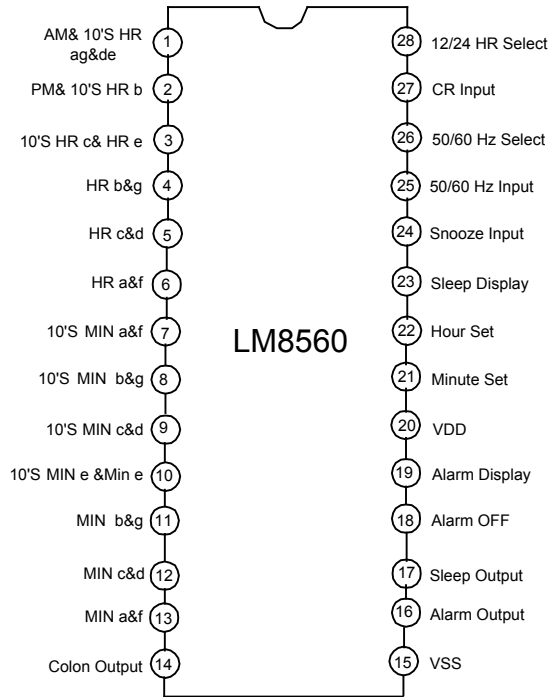 AM& 10'S HR
ag&de
1
PM& 10'S HR b 2
10'S HR c& HR e 3
HR b&g 4
HR c&d 5
HR a&f 6
10'S MIN a&f 7
10'S MIN b&g 8
10'S MIN c&d 9
10'S MIN e &Min e 10
MIN b&g 11
MIN c&d 12
MIN a&f 13
Colon Output 14
LM8560
28 12/24 HR Select
27 CR Input
26 50/60 Hz Select
25 50/60 Hz Input
24 Snooze Input
23 Sleep Display
22 Hour Set
21 Minute Set
20 VDD
19 Alarm Display
18 Alarm OFF
17 Sleep Output
16 Alarm Output
15 VSS